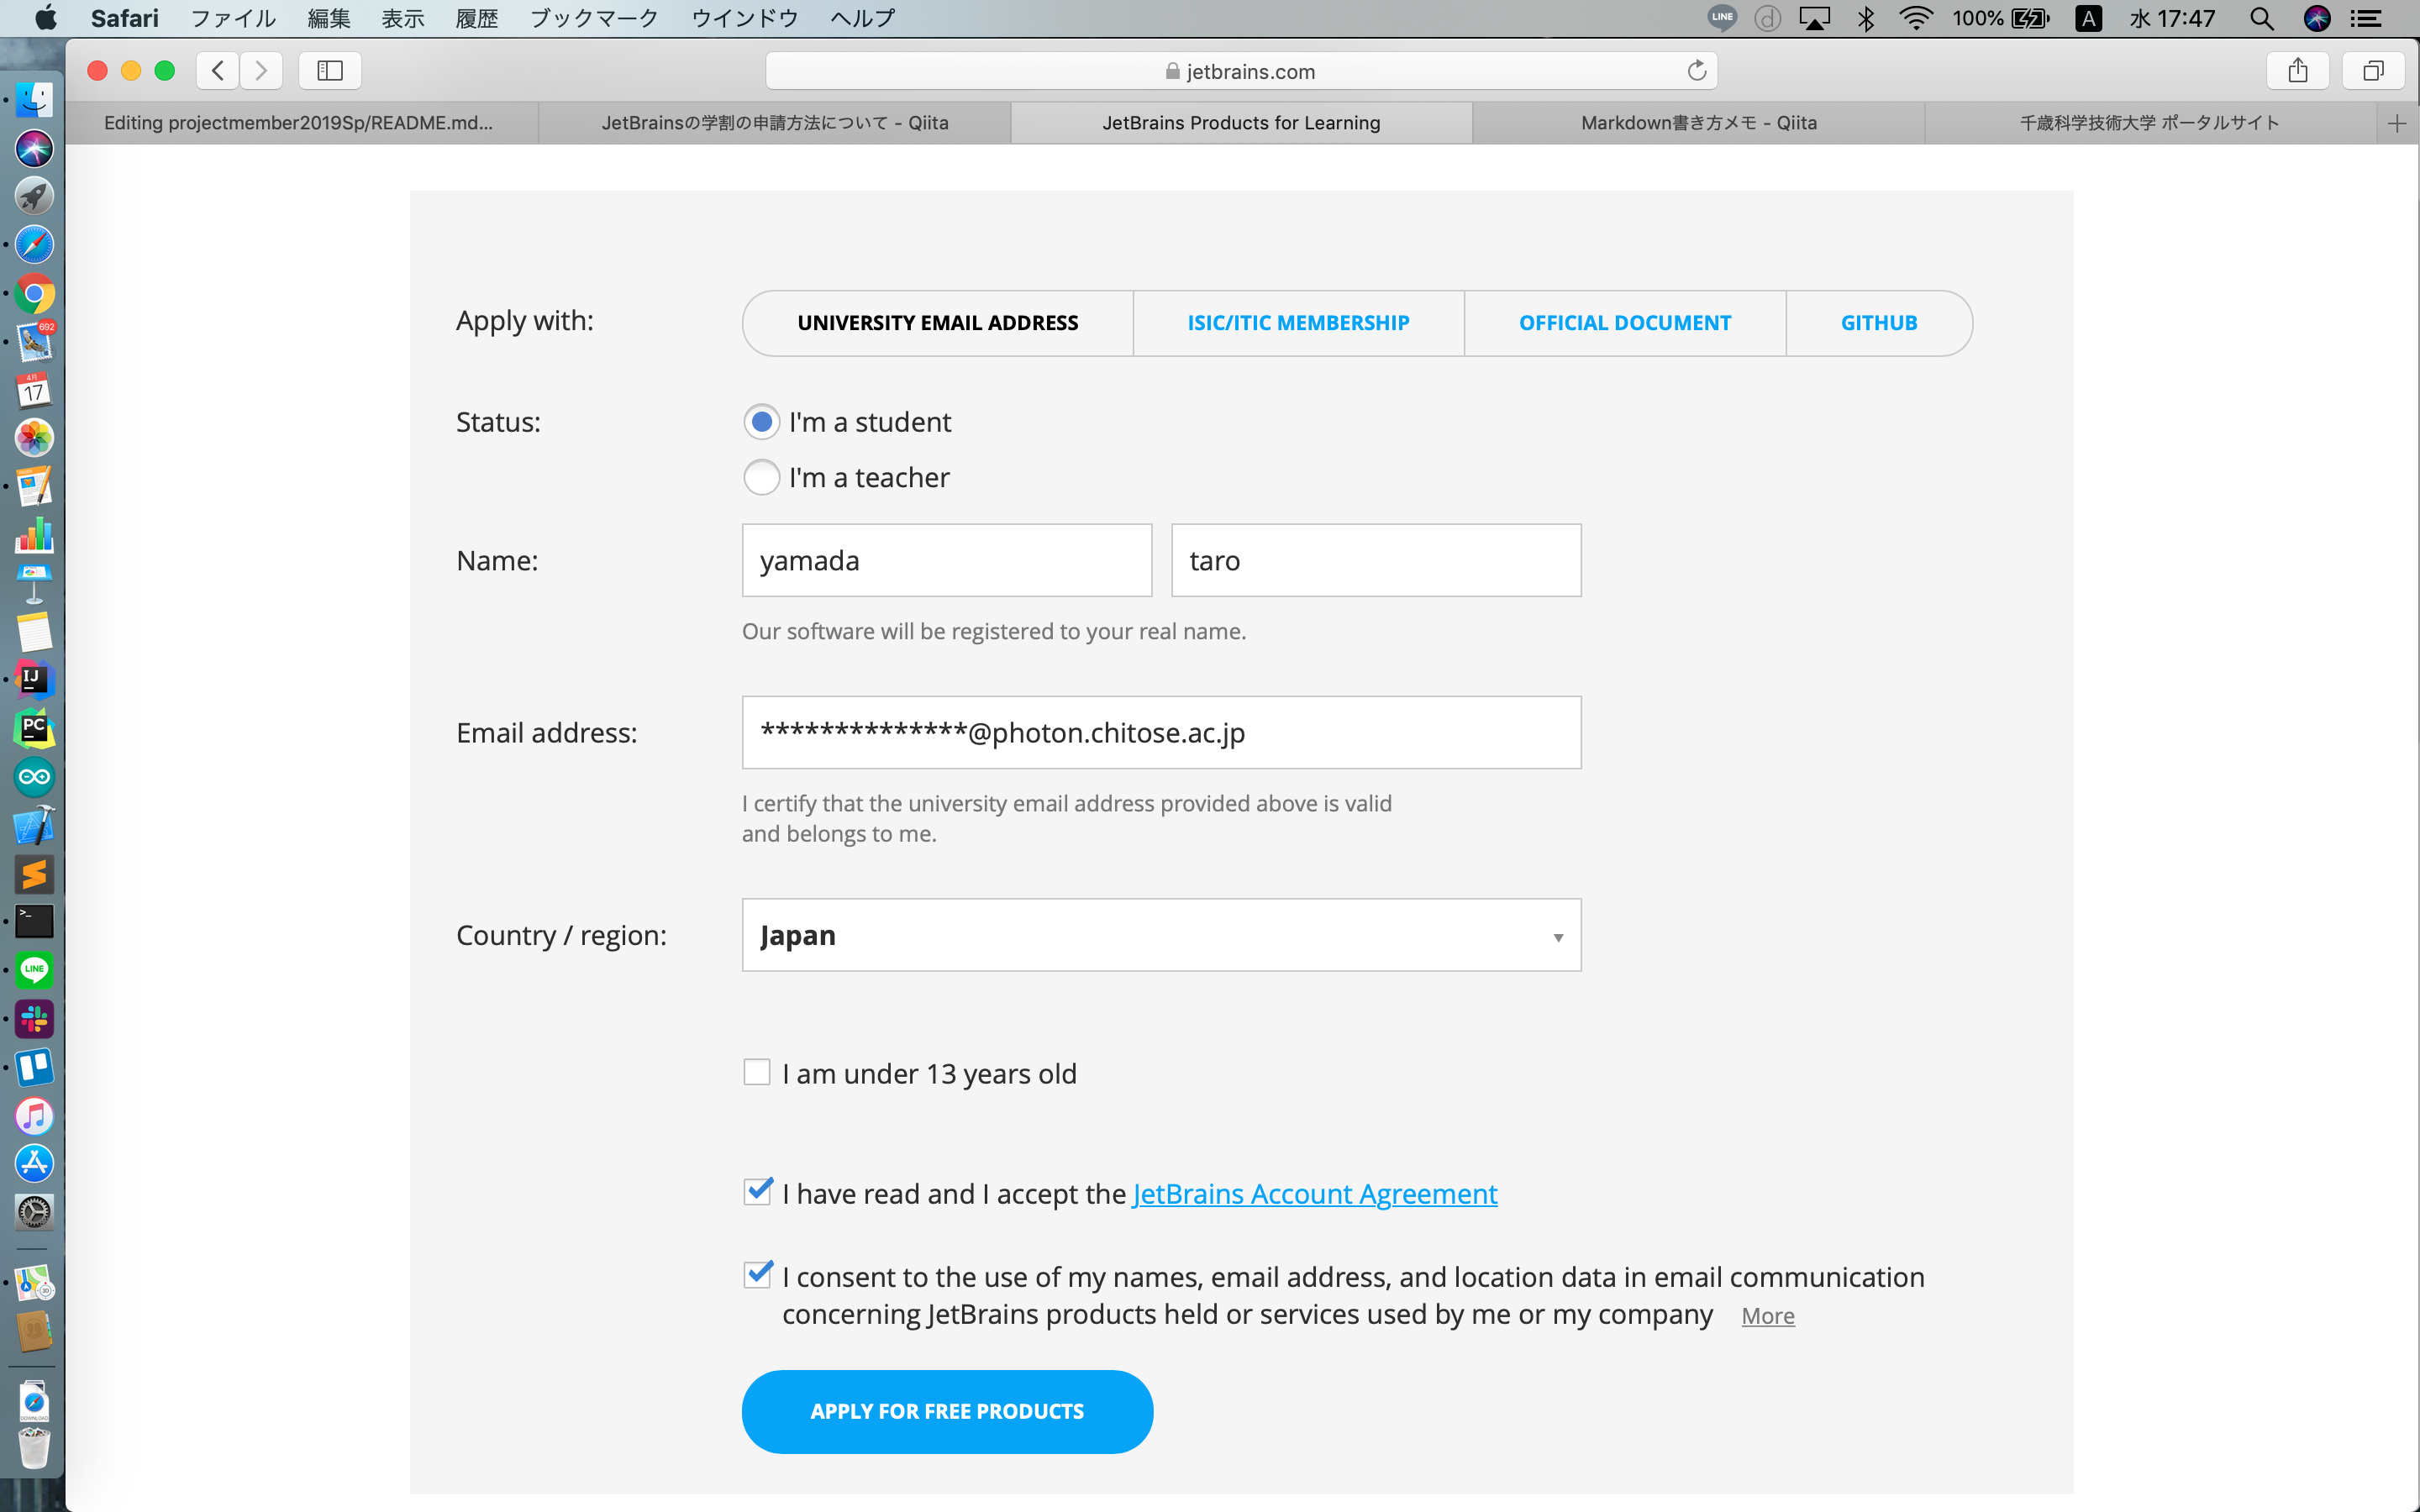 Safari ファイル 編集 表示 履歴 ブックマーク ウインドウ ヘルプ LINE 100% A 水 17:47
jetbrains.com
Editing projectmember2019Sp/README.md... JetBrainsの学割の申請方法について - Qiita JetBrains Products for Learning Markdown書き方メモ - Qiita 千歳科学技術大学 ポータルサイト
692
4月
17
IJ
PC
LINE
Apply with: UNIVERSITY EMAIL ADDRESS ISIC/ITIC MEMBERSHIP OFFICIAL DOCUMENT GITHUB
Status: I'm a student
I'm a teacher
Name: yamada taro
Our software will be registered to your real name.
Email address: **************@photon.chitose.ac.jp
I certify that the university email address provided above is valid
and belongs to me.
Country / region: Japan
I am under 13 years old
I have read and I accept the JetBrains Account Agreement
I consent to the use of my names, email address, and location data in email communication
concerning JetBrains products held or services used by me or my company More
APPLY FOR FREE PRODUCTS